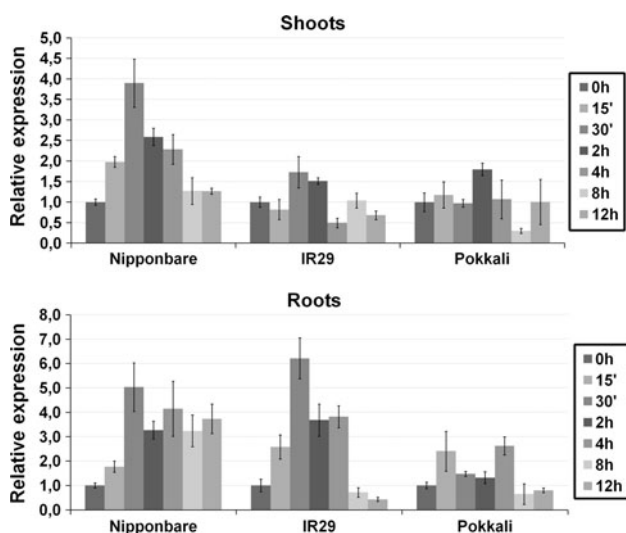 Shoots
Relative expression
5,0
4,5
4,0
3,5
3,0
2,5
2,0
1,5
1,0
0,5
0,0
Nipponbare IR29 Pokkali
0h
15'
30'
2h
4h
8h
12h
Roots
Relative expression
8,0
7,0
6,0
5,0
4,0
3,0
2,0
1,0
0,0
Nipponbare IR29 Pokkali
0h
15'
30'
2h
4h
8h
12h